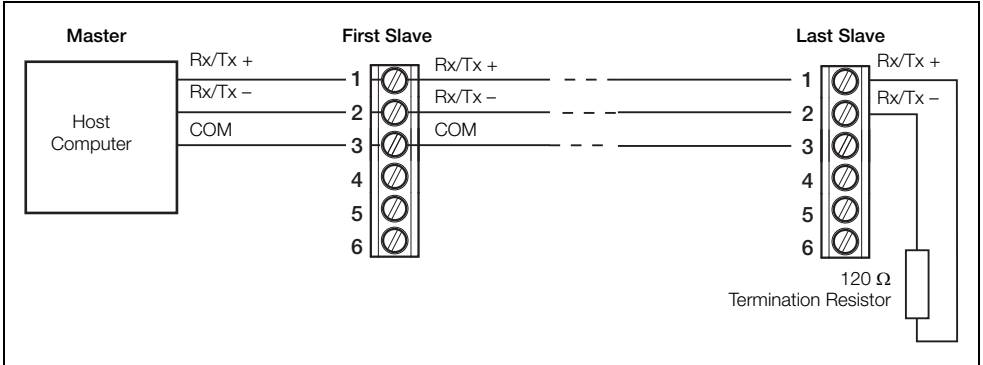 Master
First Slave
Last Slave
Host
Computer
Rx/Tx +
Rx/Tx –
COM
1
2
3
4
5
6
Rx/Tx +
Rx/Tx –
COM
1
2
3
4
5
6
Rx/Tx +
Rx/Tx –
120 Ω
Termination Resistor